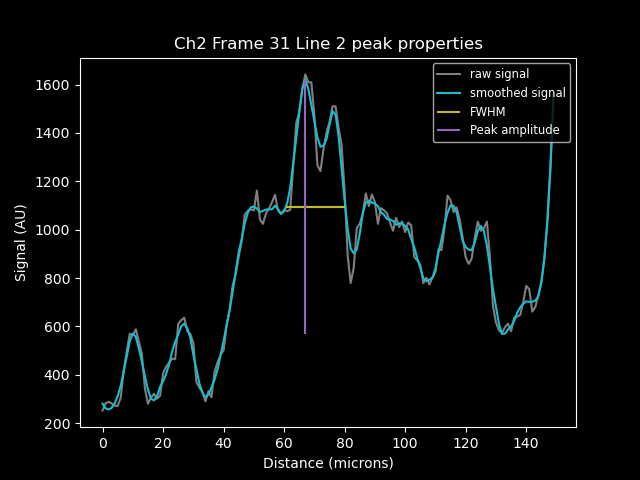 Ch2 Frame 31 Line 2 peak properties
raw signal
smoothed signal
FWHM
Peak amplitude
Signal (AU)
1600
1400
1200
1000
800
600
400
200
0 20 40 60 80 100 120 140
Distance (microns)